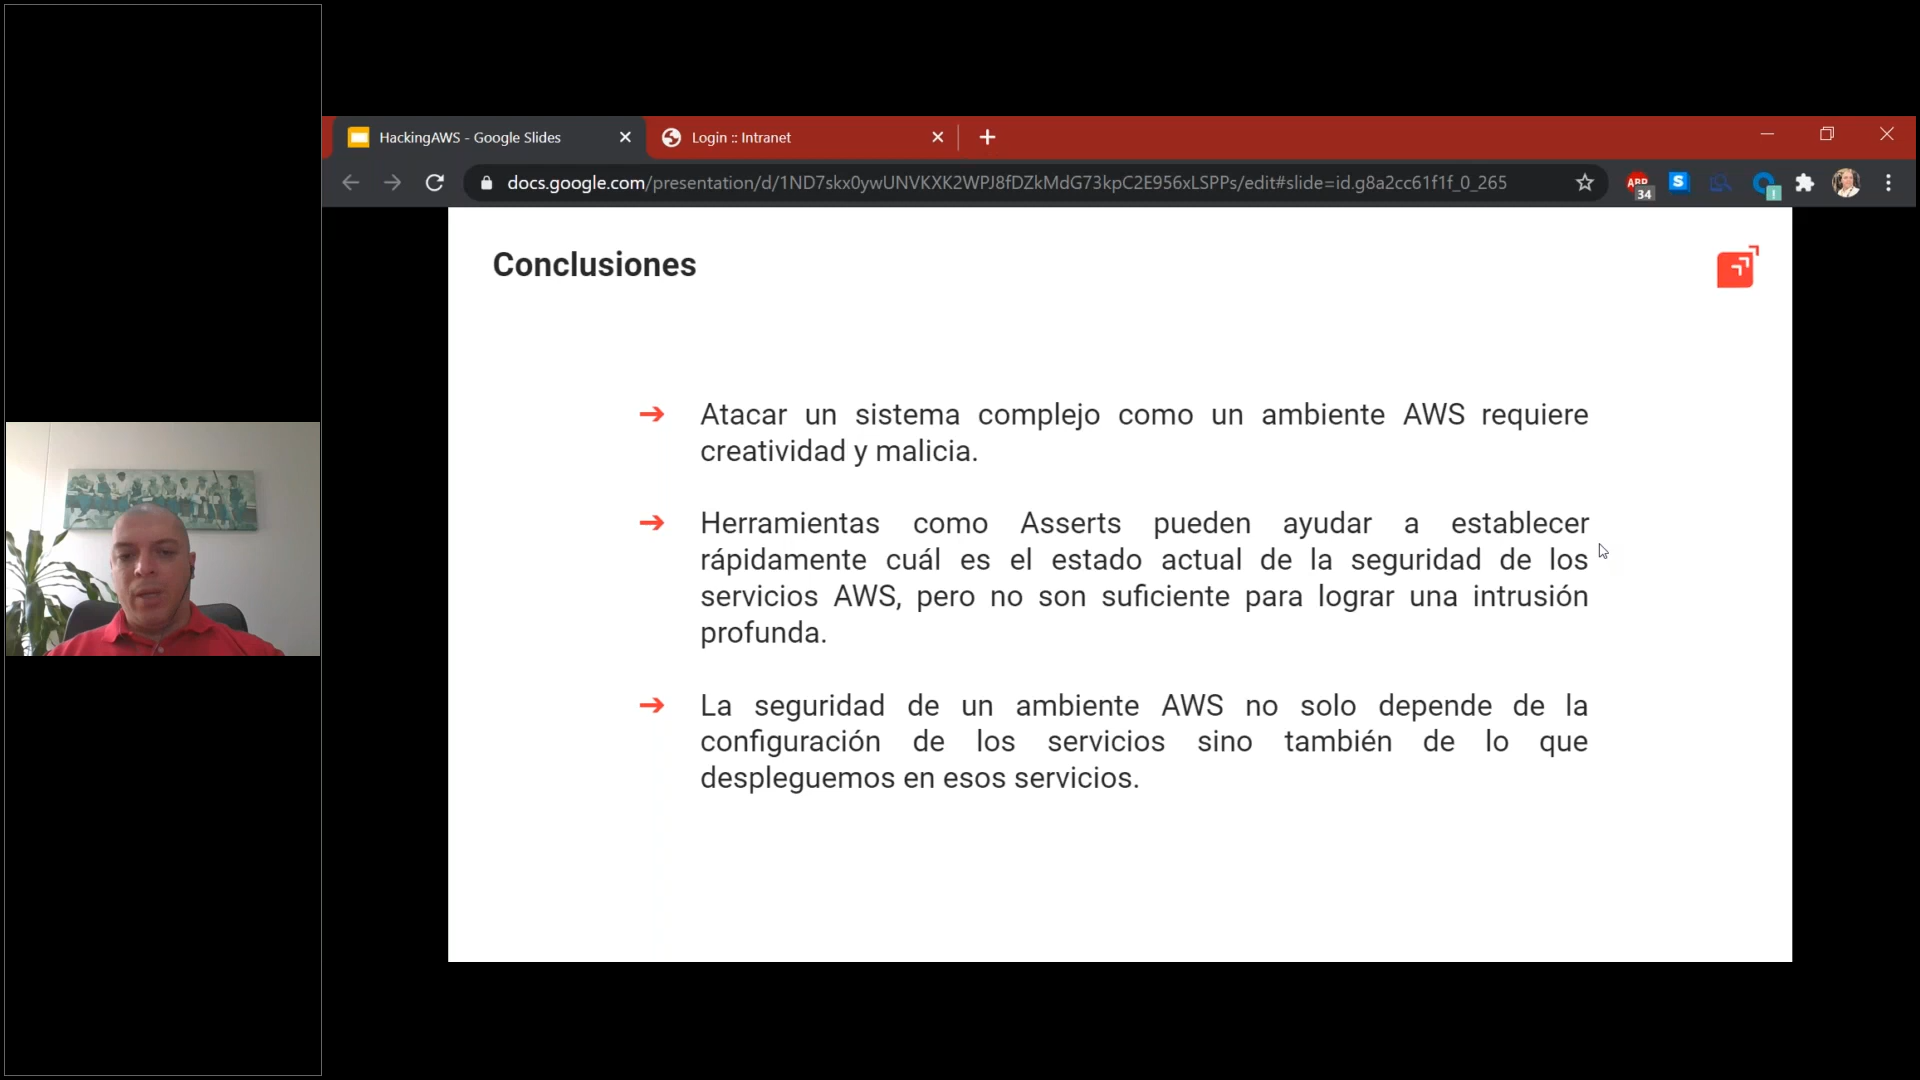 HackingAWS - Google Slides
Login :: Intranet
docs.google.com/presentation/d/1ND7skx0ywUNVKXK2WPJ8fDZkMdG73kpC2E956xLSPPs/edit#slide=id.g8a2cc61f1f_0_265
ABP
34
S
Conclusiones
➔ Atacar un sistema complejo como un ambiente AWS requiere
creatividad y malicia.
➔ Herramientas como Asserts pueden ayudar a establecer
rápidamente cuál es el estado actual de la seguridad de los
servicios AWS, pero no son suficiente para lograr una intrusión
profunda.
➔ La seguridad de un ambiente AWS no solo depende de la
configuración de los servicios sino también de lo que
despleguemos en esos servicios.